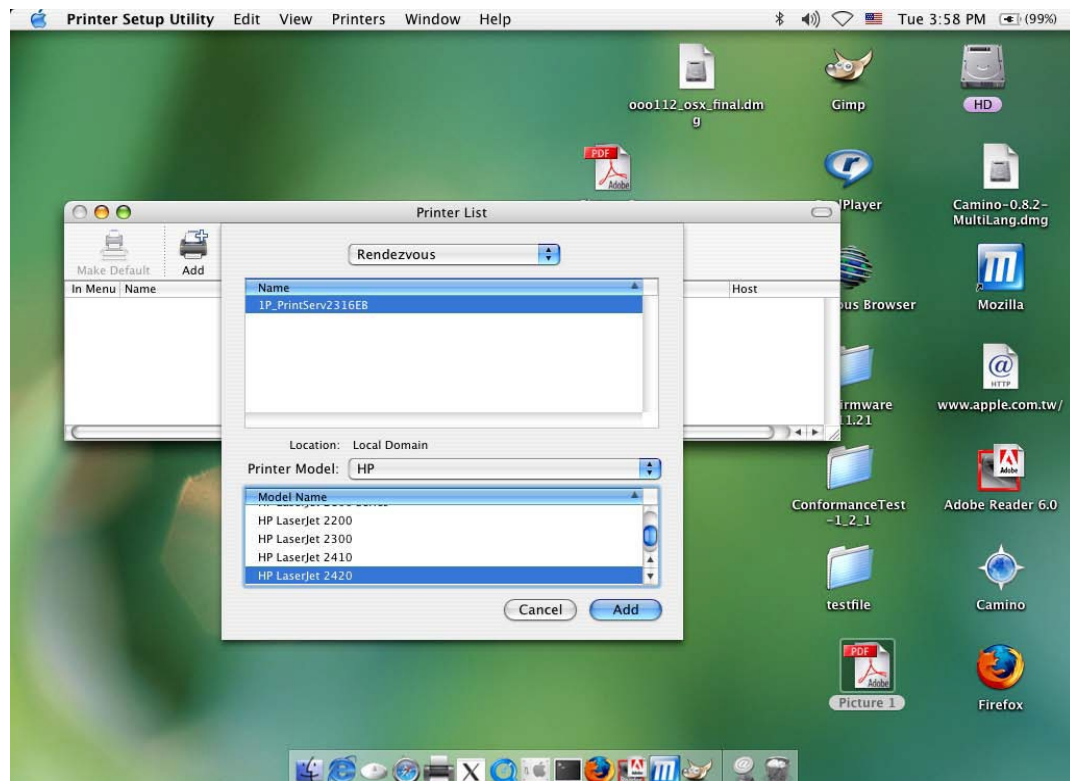 Printer Setup Utility Edit View Printers Window Help Tue 3:58 PM (99%)
ooo112_osx_final.dm
g
Gimp
HD
PDF
Adobe
Player
Camino-0.8.2-
MultiLang.dmg
Printer List
Make Default
Add
Rendezvous
In Menu Name
Host
Name
1P_PrintServ2316EB
Browser
Mozilla
HTTP
www.apple.com.tw/
11.21
Location: Local Domain
Printer Model: HP
Model Name
HP LaserJet 2200
HP LaserJet 2300
HP LaserJet 2410
HP LaserJet 2420
Cancel
Add
ConformanceTest
-1_2_1
Adobe
Adobe Reader 6.0
testfile
Camino
PDF
Adobe
Picture 1
Firefox